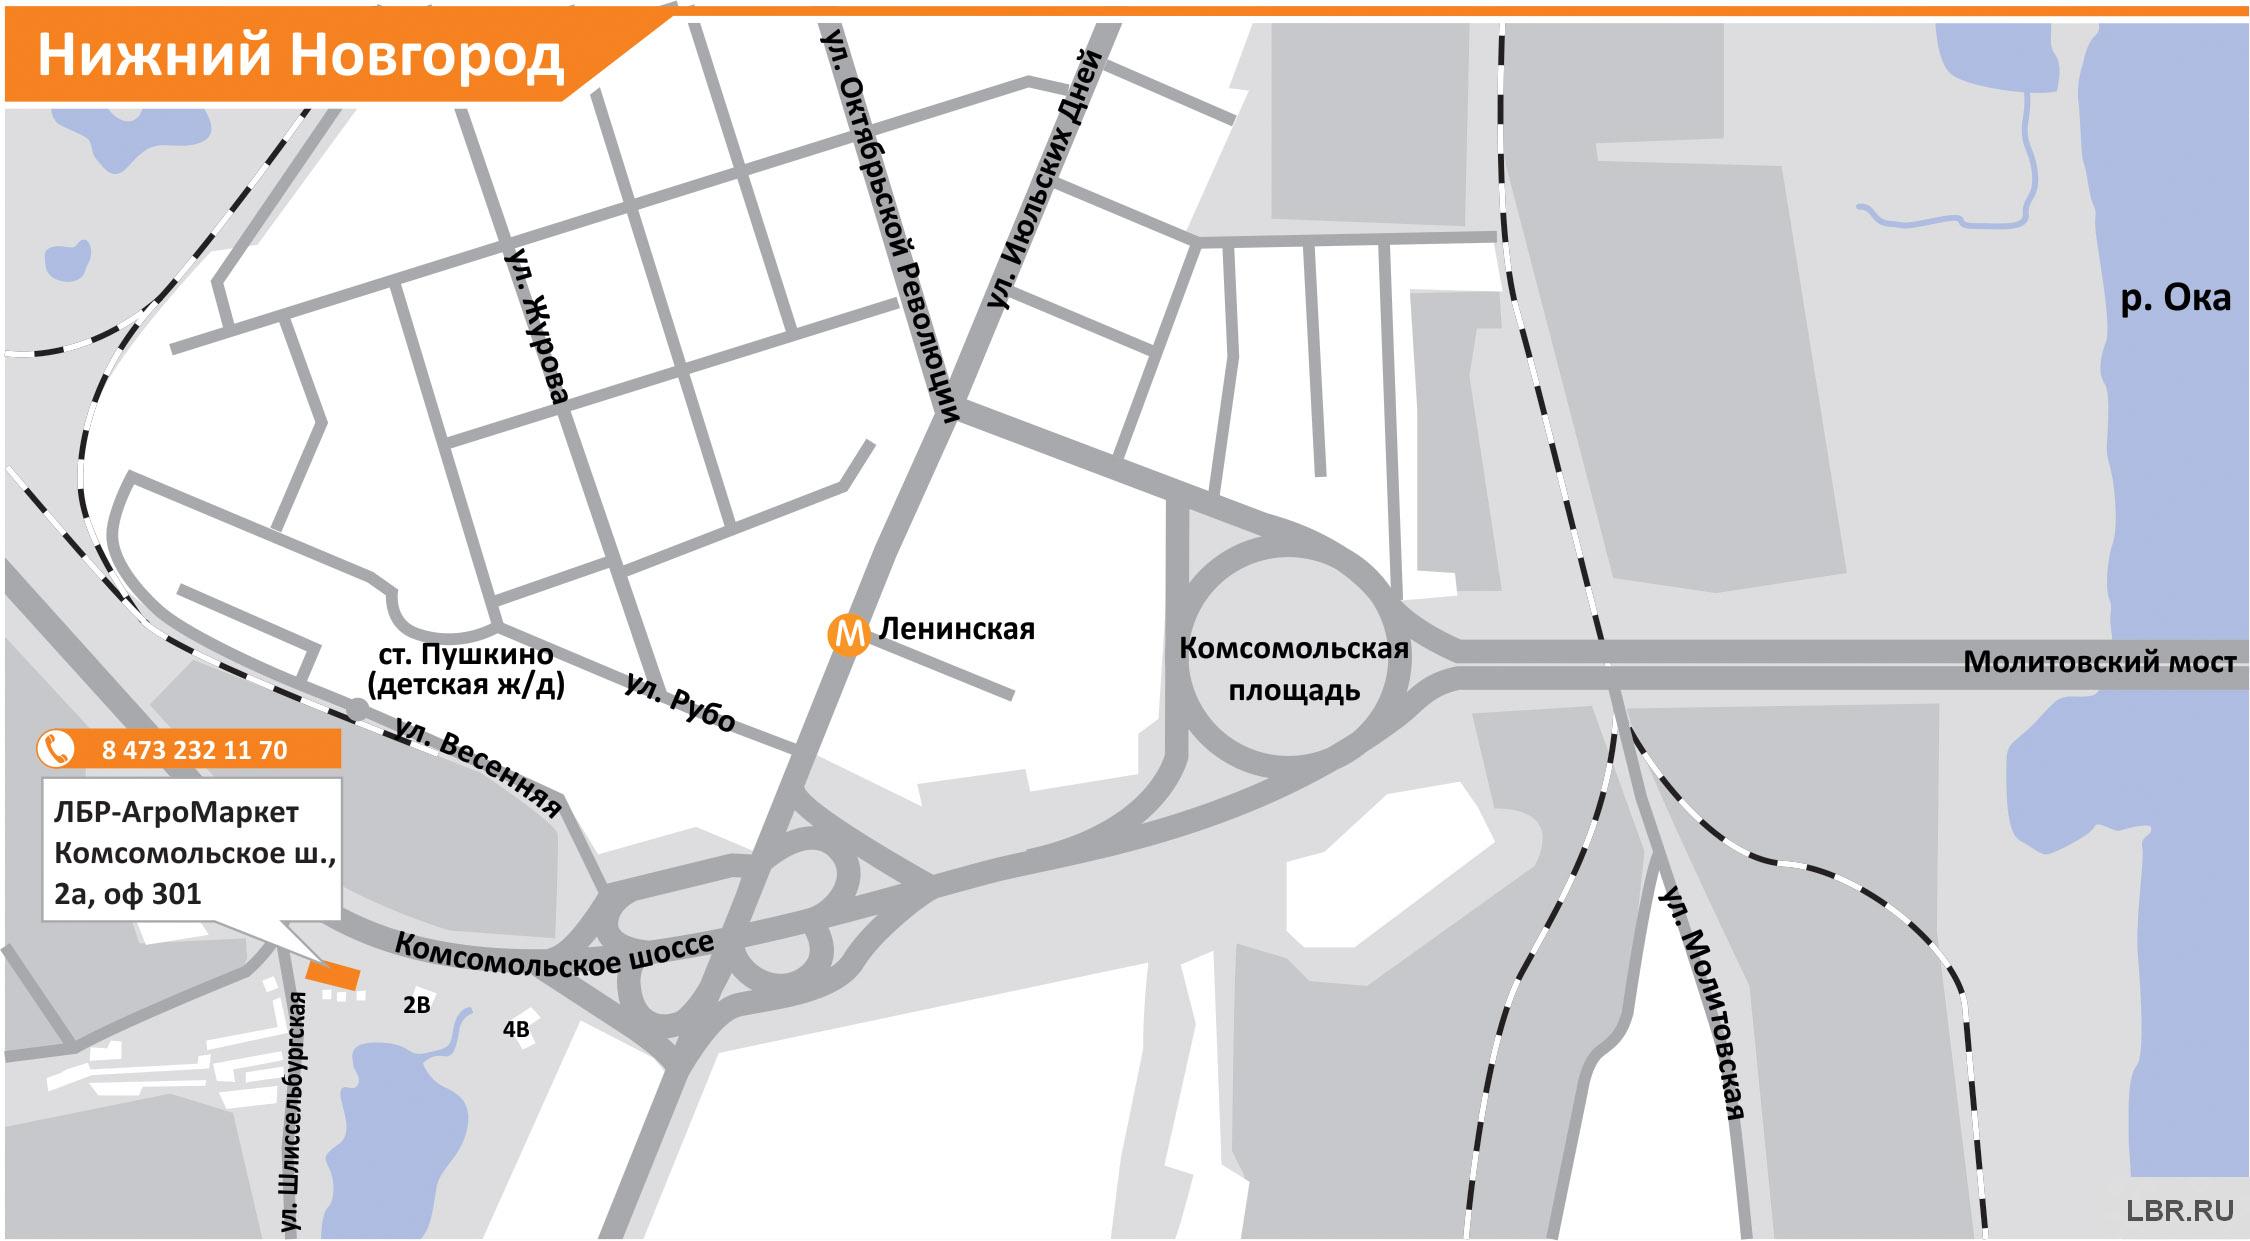 Нижний Новгород
ул. Октябрьской Революции
ул. Июльских Дней
ул. Журова
р. Ока
Ленинская
М
ст. Пушкино
(детская ж/д)
ул. Рубо
Комсомольская
площадь
Молитовский мост
ул. Весенняя
8 473 232 11 70
ЛБР-АгроМаркет
Комсомольское ш.,
2а, оф 301
Комсомольское шоссе
2В
4В
ул. Шлиссельбургская
ул. Молитовская
LBR.RU